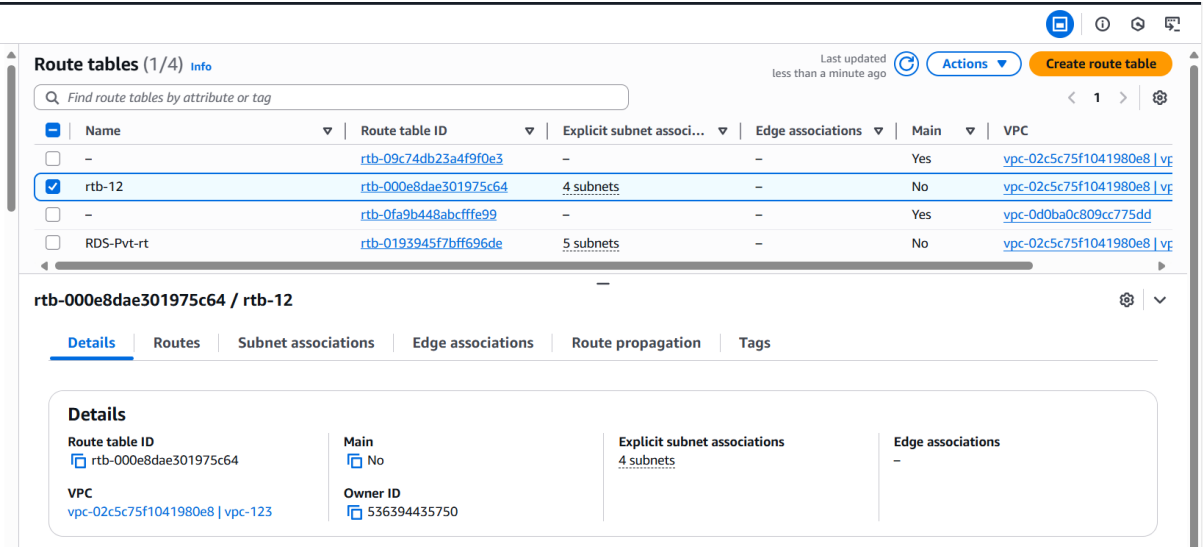 Route tables (1/4) Info
Last updated
less than a minute ago
Actions
Create route table
Find route tables by attribute or tag
1
Name Route table ID Explicit subnet associ... Edge associations Main VPC
– rtb-09c74db23a4f9f0e3 – – Yes vpc-02c5c75f1041980e8 | vp
rtb-12 rtb-000e8dae301975c64 4 subnets – No vpc-02c5c75f1041980e8 | vp
– rtb-0fa9b448abcfffe99 – – Yes vpc-0d0ba0c809cc775dd
RDS-Pvt-rt rtb-0193945f7bff696de 5 subnets – No vpc-02c5c75f1041980e8 | vp
rtb-000e8dae301975c64 / rtb-12
Details Routes Subnet associations Edge associations Route propagation Tags
Details
Route table ID Main Explicit subnet associations Edge associations
rtb-000e8dae301975c64 No 4 subnets –
VPC Owner ID
vpc-02c5c75f1041980e8 | vpc-123 536394435750